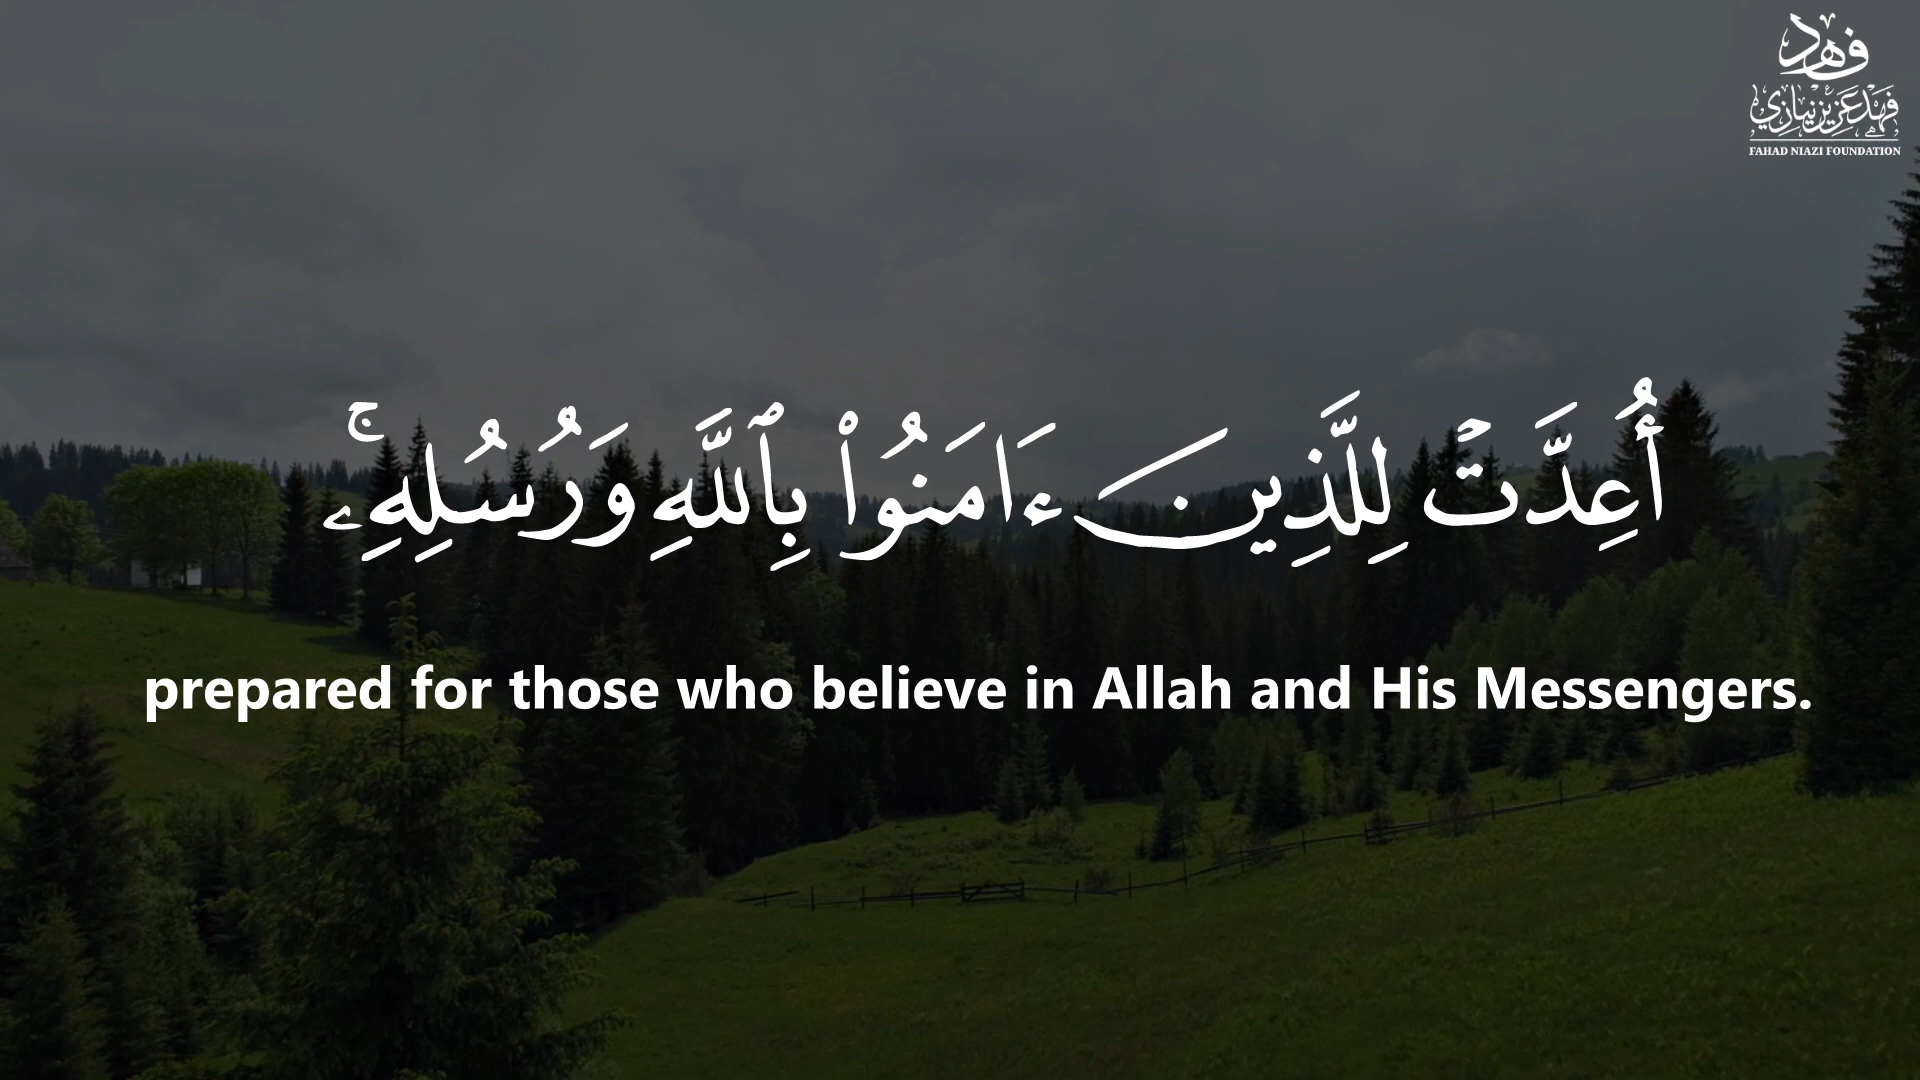 فهد
فهد عزيز نيازي
FAHAD NIAZI FOUNDATION
أُعِدَّتْ لِلَّذِينَ ءَامَنُوا۟ بِٱللَّهِ وَرُسُلِهِۦ ۚ
prepared for those who believe in Allah and His Messengers.